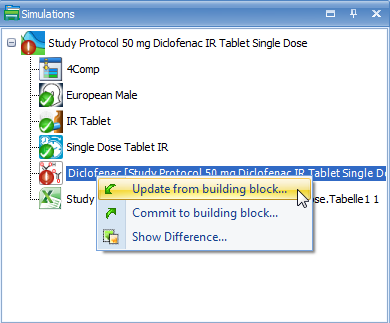 Simulations
Study Protocol 50 mg Diclofenac IR Tablet Single Dose
4Comp
European Male
IR Tablet
Single Dose Tablet IR
Diclofenac [Study Protocol 50 mg Diclofenac IR Tablet Single Do
Update from building block...
Study ose.Tabelle1 1
Commit to building block...
Show Difference...